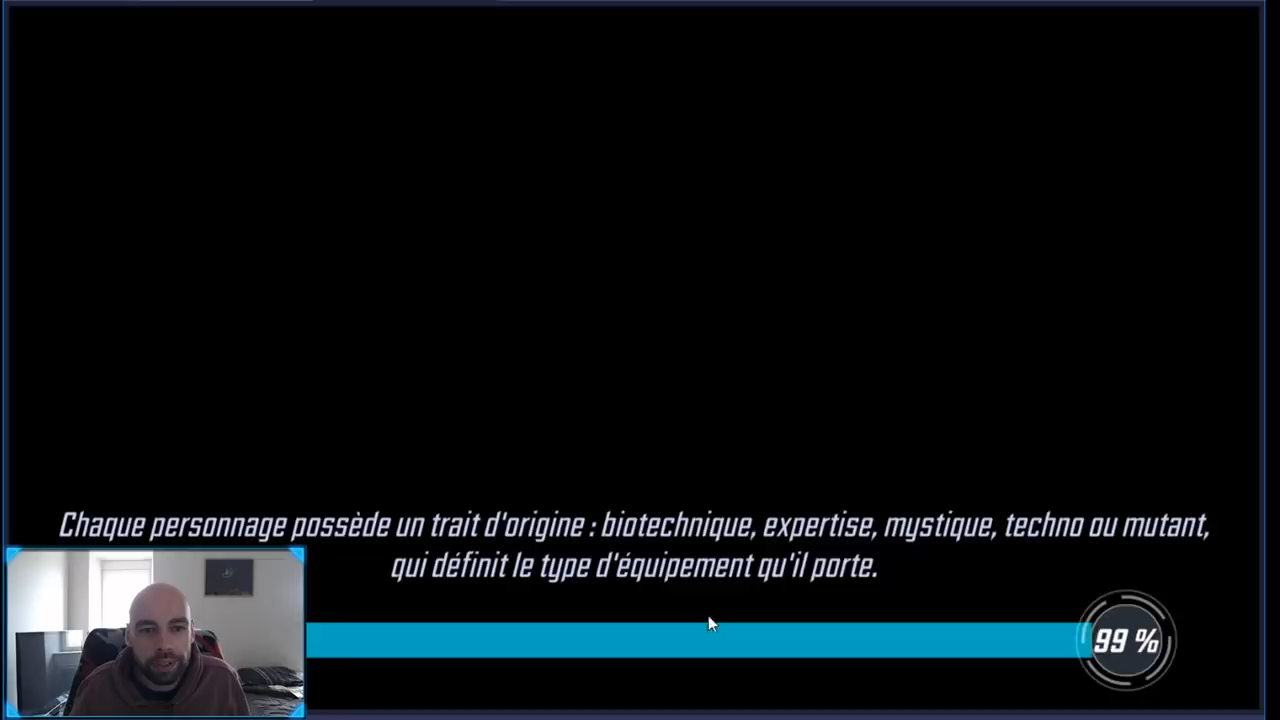 Chaque personnage possède un trait d'origine : biotechnique, expertise, mystique, techno ou mutant,
qui définit le type d'équipement qu'il porte.
99 %